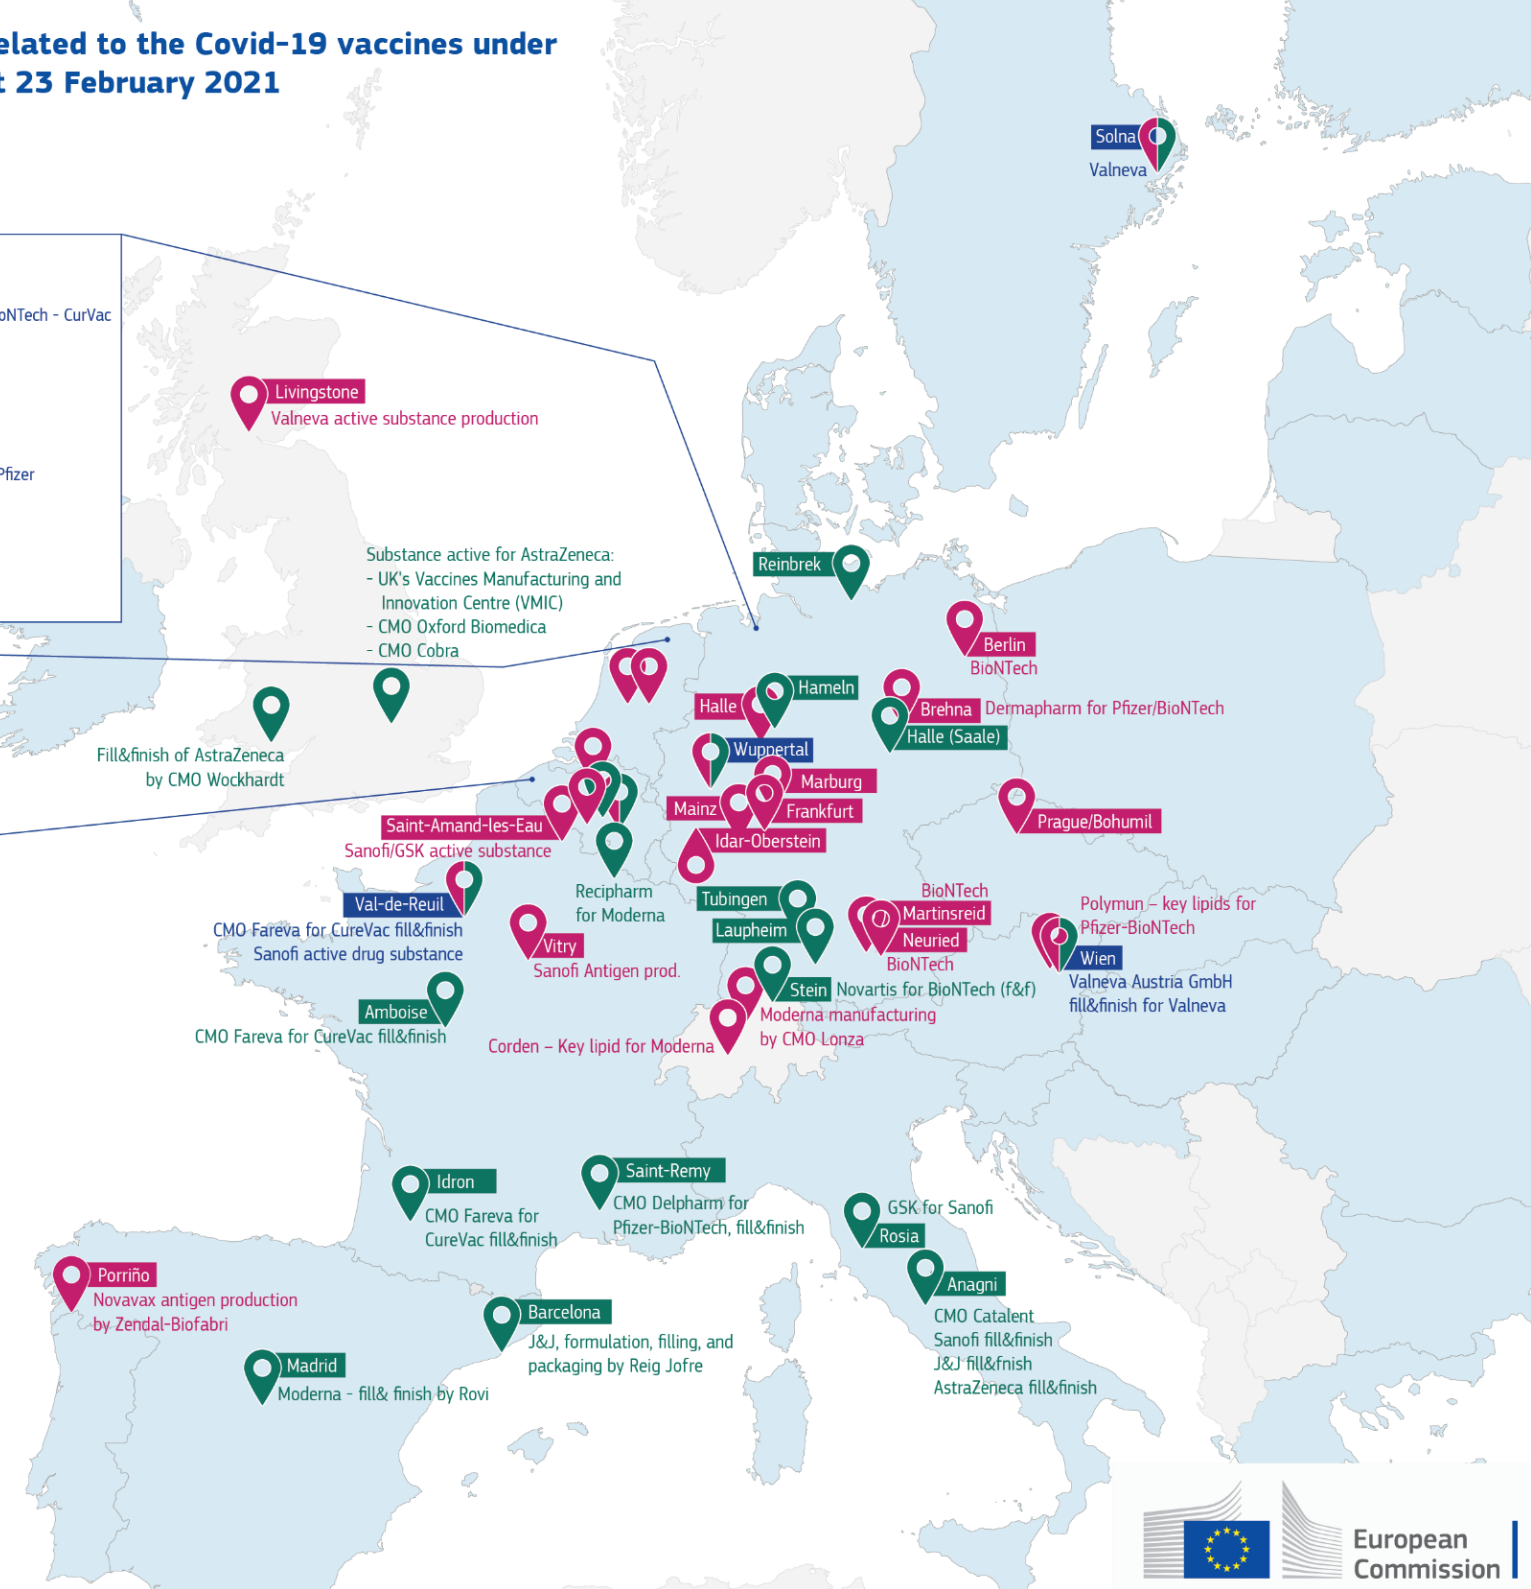 elated to the Covid-19 vaccines under
t 23 February 2021
Solna
Valneva
oNTech - CurVac
Livingstone
Valneva active substance production
Pfizer
Substance active for AstraZeneca:
- UK's Vaccines Manufacturing and
Innovation Centre (VMIC)
- CMO Oxford Biomedica
- CMO Cobra
Reinbrek
Berlin
BioNTech
Hameln
Halle
Brehna
Dermapharm for Pfizer/BioNTech
Halle (Saale)
Fill&finish of AstraZeneca
by CMO Wockhardt
Wuppertal
Marburg
Mainz
Frankfurt
Prague/Bohumil
Saint-Amand-les-Eau
Sanofi/GSK active substance
Idar-Oberstein
Recipharm
for Moderna
Val-de-Reuil
CMO Fareva for CureVac fill&finish
Sanofi active drug substance
Tubingen
Laupheim
BioNTech
Martinsreid
Neuried
BioNTech
Polymun – key lipids for
Pfizer-BioNTech
Wien
Valneva Austria GmbH
fill&finish for Valneva
Vitry
Sanofi Antigen prod.
Stein
Novartis for BioNTech (f&f)
Amboise
CMO Fareva for CureVac fill&finish
Moderna manufacturing
by CMO Lonza
Corden – Key lipid for Moderna
Idron
CMO Fareva for
CureVac fill&finish
Saint-Remy
CMO Delpharm for
Pfizer-BioNTech, fill&finish
GSK for Sanofi
Rosia
Porriño
Novavax antigen production
by Zendal-Biofabri
Anagni
CMO Catalent
Sanofi fill&finish
J&J fill&fnish
AstraZeneca fill&finish
Barcelona
J&J, formulation, filling, and
packaging by Reig Jofre
Madrid
Moderna - fill& finish by Rovi
European
Commission